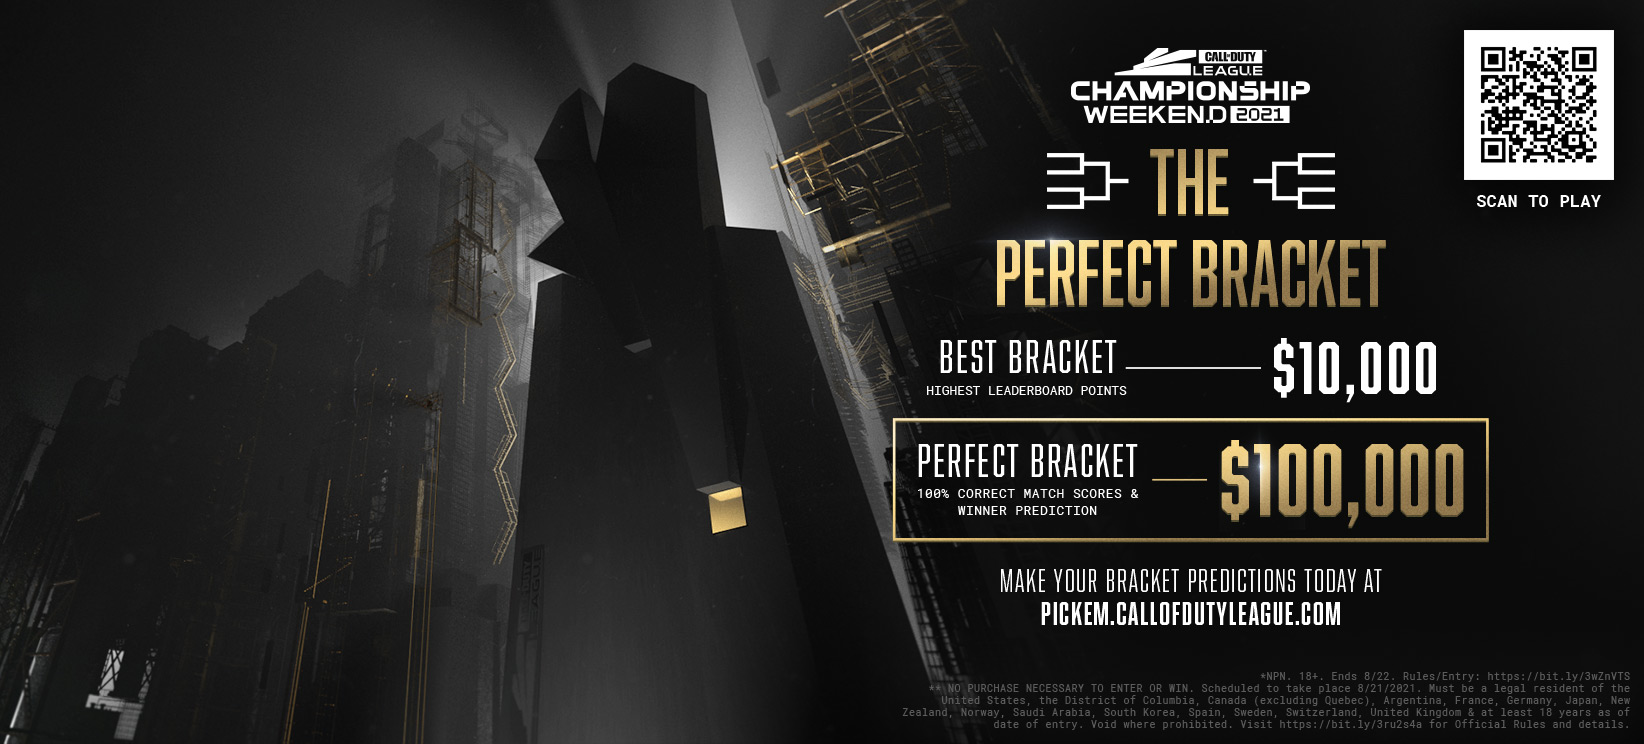 CALL OF DUTY
LEAGUE
CHAMPIONSHIP
WEEKEND 2021
THE
PERFECT BRACKET
SCAN TO PLAY
BEST BRACKET
HIGHEST LEADERBOARD POINTS
$10,000
PERFECT BRACKET
100% CORRECT MATCH SCORES &
WINNER PREDICTION
$100,000
MAKE YOUR BRACKET PREDICTIONS TODAY AT
PICKEM.CALLOFDUTYLEAGUE.COM
*NPN. 18+. Ends 8/22. Rules/Entry: https://bit.ly/3wZnVTS
** NO PURCHASE NECESSARY TO ENTER OR WIN. Scheduled to take place 8/21/2021. Must be a legal resident of the
United States, the District of Columbia, Canada (excluding Quebec), Argentina, France, Germany, Japan, New
Zealand, Norway, Saudi Arabia, South Korea, Spain, Sweden, Switzerland, United Kingdom & at least 18 years as of
date of entry. Void where prohibited. Visit https://bit.ly/3ru2s4a for Official Rules and details.